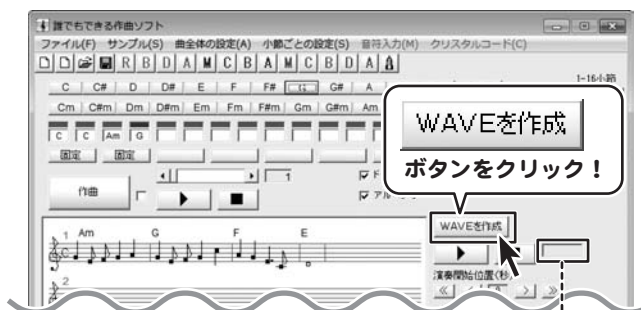 誰でもできる作曲ソフト
ファイル(F) サンプル(S) 曲全体の設定(A) 小節ごとの設定(S) 音符入力(M) クリスタルコード(C)
R B D A M C B A M C B D A
1-16小節
C C# D D# E F F# G G# A
Cm C#m Dm D#m Em Fm F#m Gm G#m Am
WAVEを作成
ボタンをクリック！
C C Am G
固定 固定
1
作曲
WAVEを作成
1 Am G F E
C
演奏開始位置(秒)
2